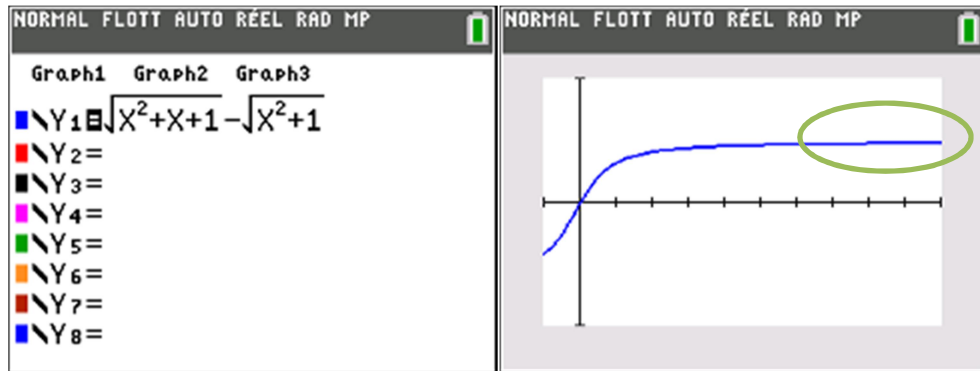 NORMAL FLOTT AUTO RÉEL RAD MP
Graph1 Graph2 Graph3
\Y1=√(X²+X+1)-√(X²+1)
\Y2=
\Y3=
\Y4=
\Y5=
\Y6=
\Y7=
\Y8=
NORMAL FLOTT AUTO RÉEL RAD MP